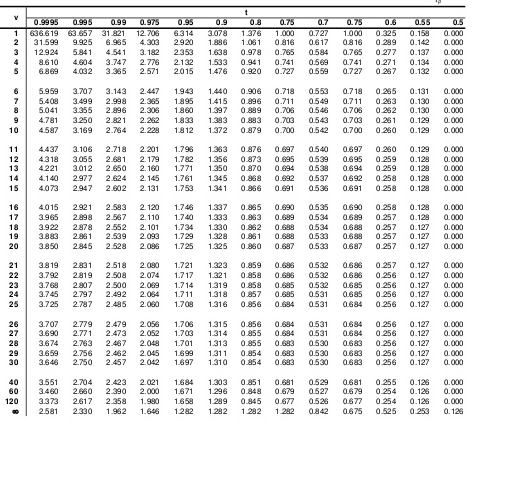 t
v 0.9995 0.995 0.99 0.975 0.95 0.9 0.8 0.75 0.7 0.75 0.6 0.55 0.5
1 636.619 63.657 31.821 12.706 6.314 3.078 1.376 1.000 0.727 1.000 0.325 0.158 0.000
2 31.599 9.925 6.965 4.303 2.920 1.886 1.061 0.816 0.617 0.816 0.289 0.142 0.000
3 12.924 5.841 4.541 3.182 2.353 1.638 0.978 0.765 0.584 0.765 0.277 0.137 0.000
4 8.610 4.604 3.747 2.776 2.132 1.533 0.941 0.741 0.569 0.741 0.271 0.134 0.000
5 6.869 4.032 3.365 2.571 2.015 1.476 0.920 0.727 0.559 0.727 0.267 0.132 0.000
6 5.959 3.707 3.143 2.447 1.943 1.440 0.906 0.718 0.553 0.718 0.265 0.131 0.000
7 5.408 3.499 2.998 2.365 1.895 1.415 0.896 0.711 0.549 0.711 0.263 0.130 0.000
8 5.041 3.355 2.896 2.306 1.860 1.397 0.889 0.706 0.546 0.706 0.262 0.130 0.000
9 4.781 3.250 2.821 2.262 1.833 1.383 0.883 0.703 0.543 0.703 0.261 0.129 0.000
10 4.587 3.169 2.764 2.228 1.812 1.372 0.879 0.700 0.542 0.700 0.260 0.129 0.000
11 4.437 3.106 2.718 2.201 1.796 1.363 0.876 0.697 0.540 0.697 0.260 0.129 0.000
12 4.318 3.055 2.681 2.179 1.782 1.356 0.873 0.695 0.539 0.695 0.259 0.128 0.000
13 4.221 3.012 2.650 2.160 1.771 1.350 0.870 0.694 0.538 0.694 0.259 0.128 0.000
14 4.140 2.977 2.624 2.145 1.761 1.345 0.868 0.692 0.537 0.692 0.258 0.128 0.000
15 4.073 2.947 2.602 2.131 1.753 1.341 0.866 0.691 0.536 0.691 0.258 0.128 0.000
16 4.015 2.921 2.583 2.120 1.746 1.337 0.865 0.690 0.535 0.690 0.258 0.128 0.000
17 3.965 2.898 2.567 2.110 1.740 1.333 0.863 0.689 0.534 0.689 0.257 0.128 0.000
18 3.922 2.878 2.552 2.101 1.734 1.330 0.862 0.688 0.534 0.688 0.257 0.127 0.000
19 3.883 2.861 2.539 2.093 1.729 1.328 0.861 0.688 0.533 0.688 0.257 0.127 0.000
20 3.850 2.845 2.528 2.086 1.725 1.325 0.860 0.687 0.533 0.687 0.257 0.127 0.000
21 3.819 2.831 2.518 2.080 1.721 1.323 0.859 0.686 0.532 0.686 0.257 0.127 0.000
22 3.792 2.819 2.508 2.074 1.717 1.321 0.858 0.686 0.532 0.686 0.256 0.127 0.000
23 3.768 2.807 2.500 2.069 1.714 1.319 0.858 0.685 0.532 0.685 0.256 0.127 0.000
24 3.745 2.797 2.492 2.064 1.711 1.318 0.857 0.685 0.531 0.685 0.256 0.127 0.000
25 3.725 2.787 2.485 2.060 1.708 1.316 0.856 0.684 0.531 0.684 0.256 0.127 0.000
26 3.707 2.779 2.479 2.056 1.706 1.315 0.856 0.684 0.531 0.684 0.256 0.127 0.000
27 3.690 2.771 2.473 2.052 1.703 1.314 0.855 0.684 0.531 0.684 0.256 0.127 0.000
28 3.674 2.763 2.467 2.048 1.701 1.313 0.855 0.683 0.530 0.683 0.256 0.127 0.000
29 3.659 2.756 2.462 2.045 1.699 1.311 0.854 0.683 0.530 0.683 0.256 0.127 0.000
30 3.646 2.750 2.457 2.042 1.697 1.310 0.854 0.683 0.530 0.683 0.256 0.127 0.000
40 3.551 2.704 2.423 2.021 1.684 1.303 0.851 0.681 0.529 0.681 0.255 0.126 0.000
60 3.460 2.660 2.390 2.000 1.671 1.296 0.848 0.679 0.527 0.679 0.254 0.126 0.000
120 3.373 2.617 2.358 1.980 1.658 1.289 0.845 0.677 0.526 0.677 0.254 0.126 0.000
∞ 2.581 2.330 1.962 1.646 1.282 1.282 1.282 1.282 0.842 0.675 0.525 0.253 0.126